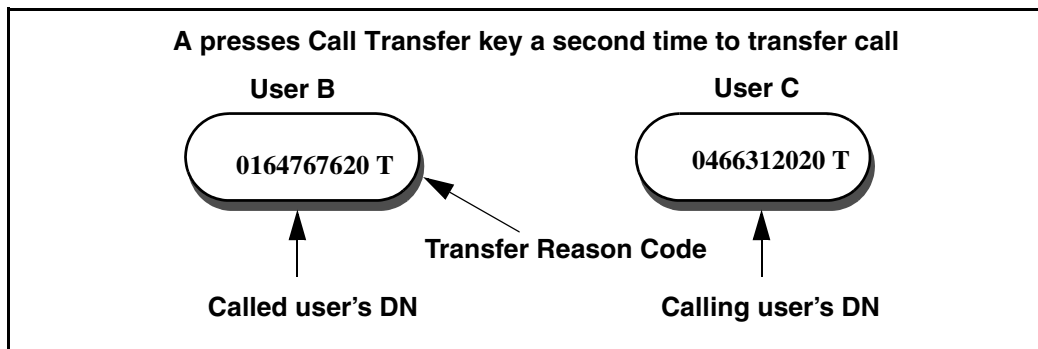 A presses Call Transfer key a second time to transfer call
User B
User C
0164767620 T
0466312020 T
Transfer Reason Code
Called user's DN
Calling user's DN